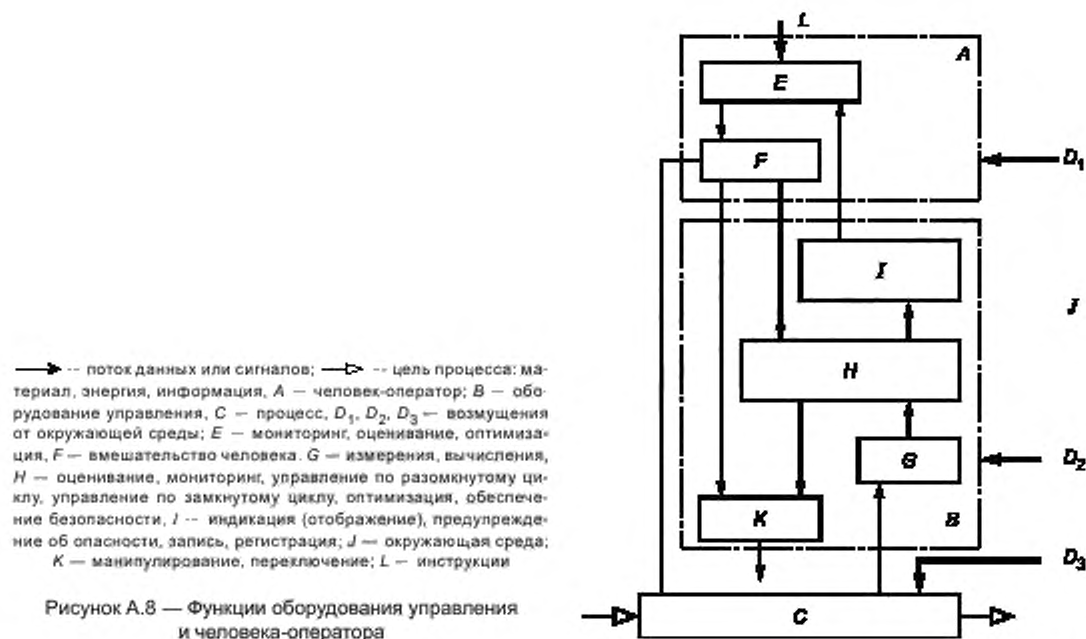 —► -- поток данных или сигналов; —▷ -- цель процесса: ма-
териал, энергия, информация, A — человек-оператор; B — обо-
рудование управления, C — процесс, D1, D2, D3 — возмущения
от окружающей среды; E — мониторинг, оценивание, оптимиза-
ция, F — вмешательство человека. G — измерения, вычисления,
H — оценивание, мониторинг, управление по разомкнутому ци-
клу, управление по замкнутому циклу, оптимизация, обеспече-
ние безопасности, I -- индикация (отображение), предупрежде-
ние об опасности, запись, регистрация; J — окружающая среда;
K — манипулирование, переключение; L — инструкции
Рисунок А.8 — Функции оборудования управления
и человека-оператора
L
A
E
F
D1
I
J
H
G
D2
K
B
D3
C